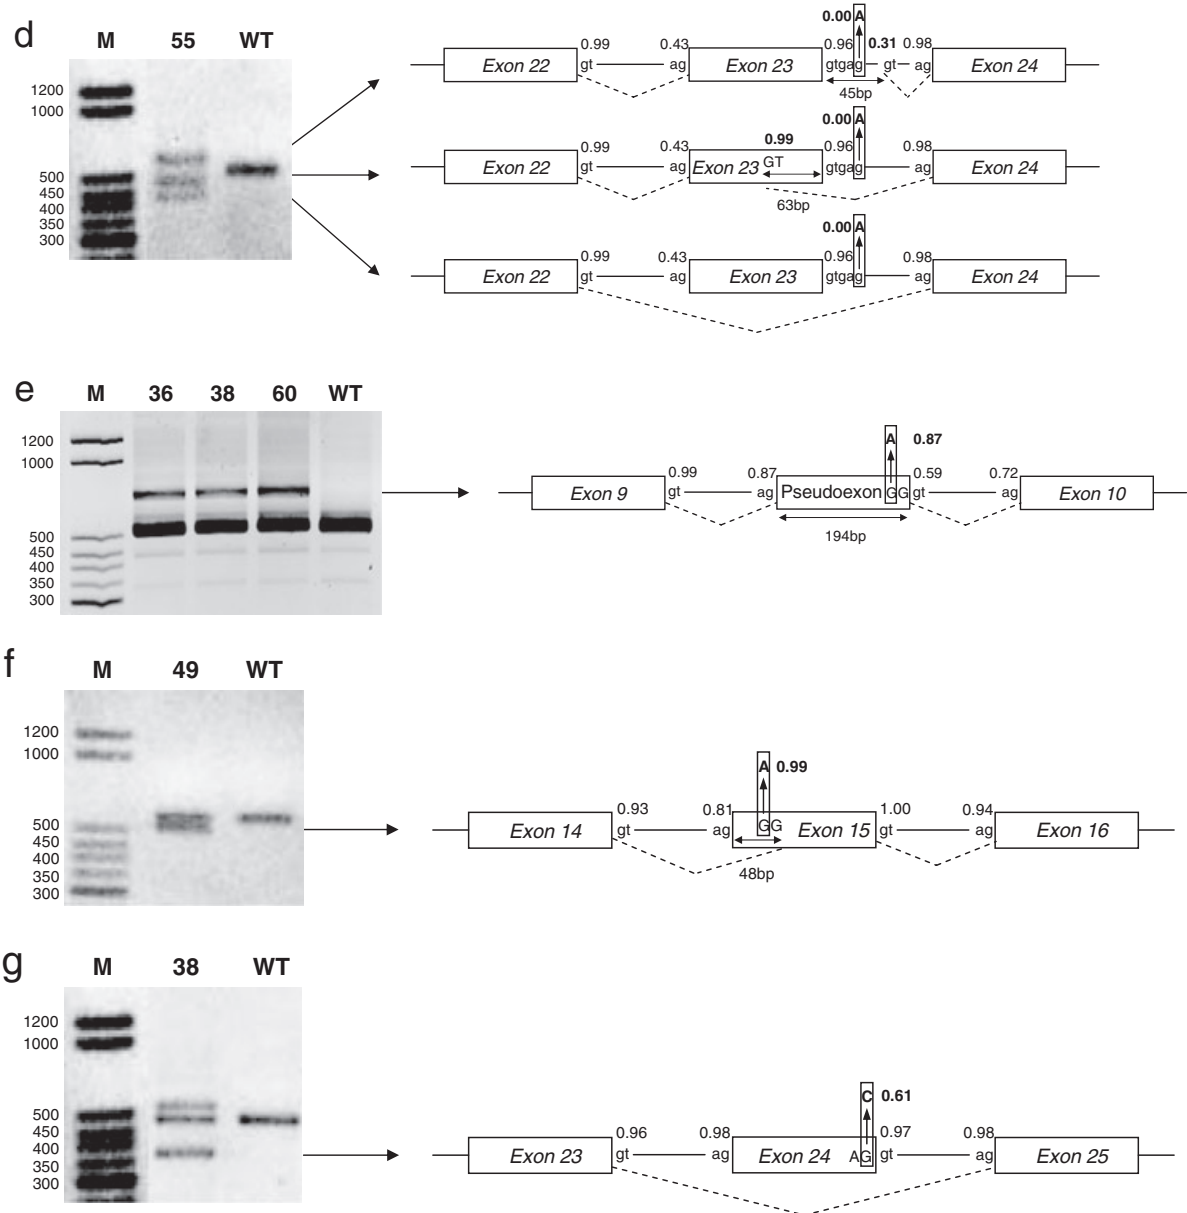 d
M 55 WT
1200
1000
500
450
400
350
300
0.00 A
0.99 0.43 0.96 0.31 0.98
Exon 22 gt ag Exon 23 gtgag gt ag Exon 24
45bp
0.00 A
0.99 0.43 0.99 0.96 0.98
Exon 22 gt ag Exon 23 GT gtgag ag Exon 24
63bp
0.00 A
0.99 0.43 0.96 0.98
Exon 22 gt ag Exon 23 gtgag ag Exon 24
e
M 36 38 60 WT
1200
1000
500
450
400
350
300
A 0.87
0.99 0.87 0.59 0.72
Exon 9 gt ag Pseudoexon GG gt ag Exon 10
194bp
f
M 49 WT
1200
1000
500
450
400
350
300
A 0.99
0.93 0.81 1.00 0.94
Exon 14 gt ag GG Exon 15 gt ag Exon 16
48bp
g
M 38 WT
1200
1000
500
450
400
350
300
C 0.61
0.96 0.98 0.97 0.98
Exon 23 gt ag Exon 24 AG gt ag Exon 25